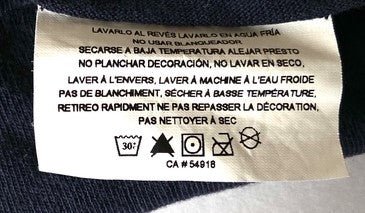 LAVARLO AL REVÉS LAVARLO EN AGUA FRÍA
NO USAR BLANQUEADOR
SECARSE A BAJA TEMPERATURA ALEJAR PRESTO
NO PLANCHAR DECORACIÓN, NO LAVAR EN SECO,
LAVER À L'ENVERS, LAVER À MACHINE À L'EAU FROIDE
PAS DE BLANCHIMENT, SÉCHER À BASSE TEMPÉRATURE,
RETIREO RAPIDEMENT NE PAS REPASSER LA DÉCORATION,
PAS NETTOYER À SEC
30°
CA # 54918